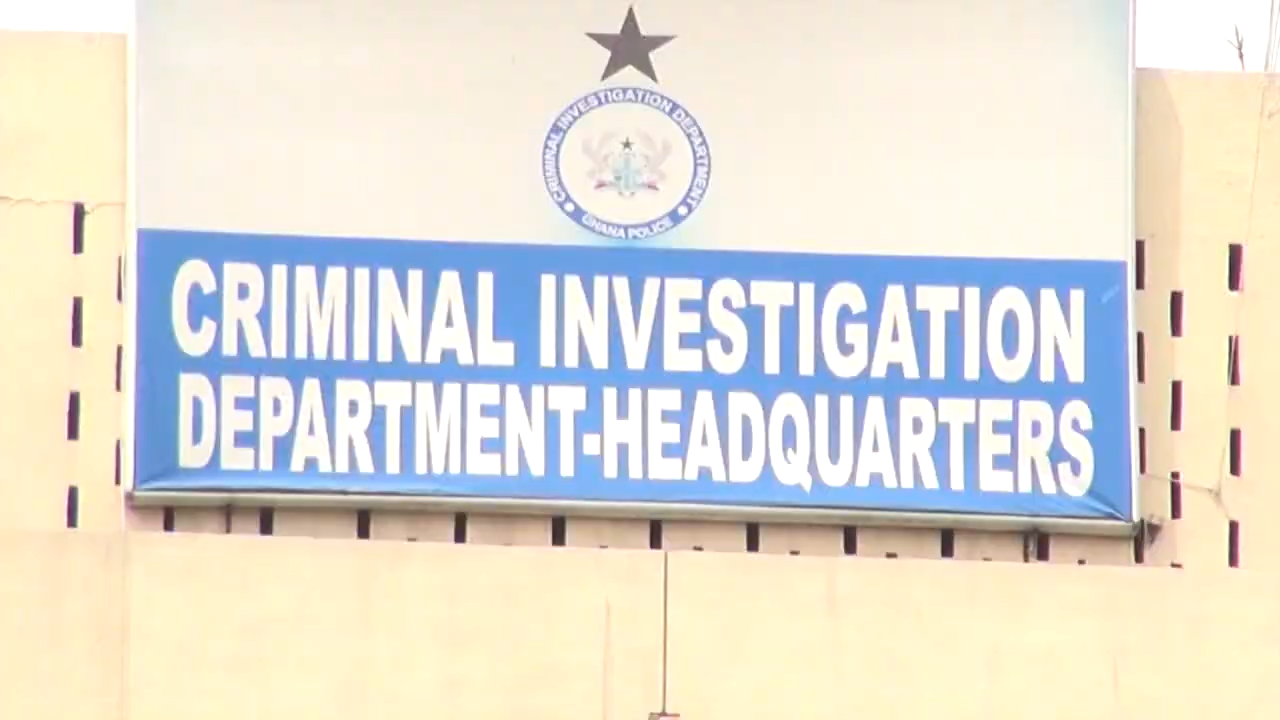 CRIMINAL INVESTIGATION DEPARTMENT
GHANA POLICE
CRIMINAL INVESTIGATION
DEPARTMENT-HEADQUARTERS